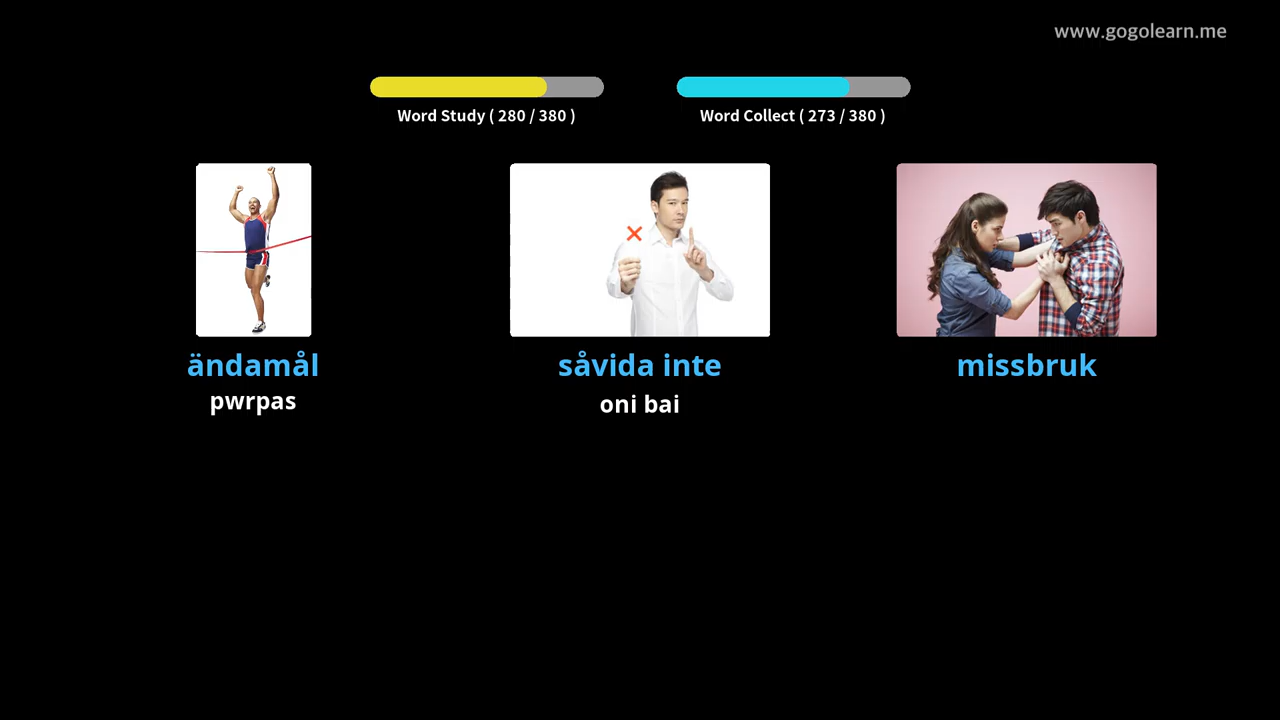 www.gogolearn.me
Word Study ( 280 / 380 )
Word Collect ( 273 / 380 )
ändamål
pwrpas
såvida inte
oni bai
missbruk